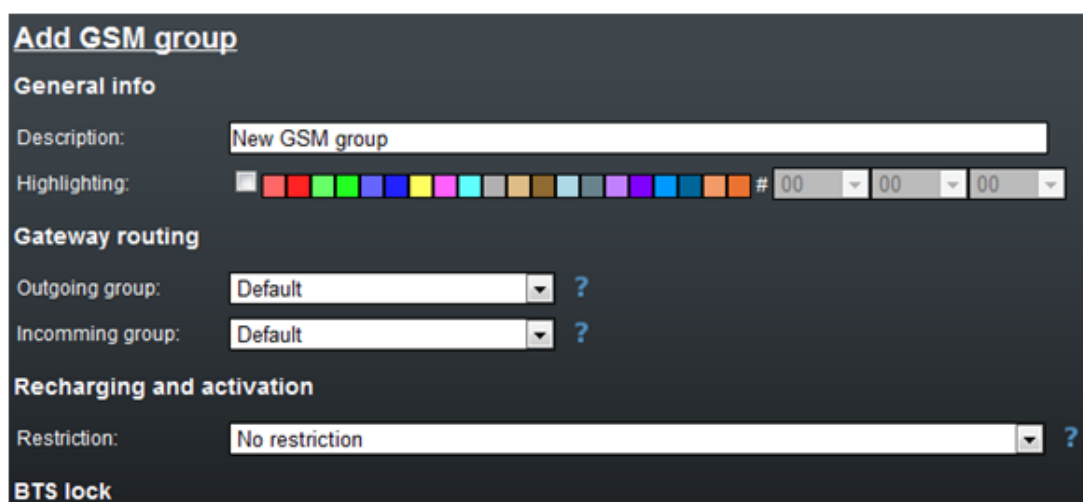 Add GSM group
General info
Description: New GSM group
Highlighting: # 00 00 00
Gateway routing
Outgoing group: Default ?
Incomming group: Default ?
Recharging and activation
Restriction: No restriction ?
BTS lock